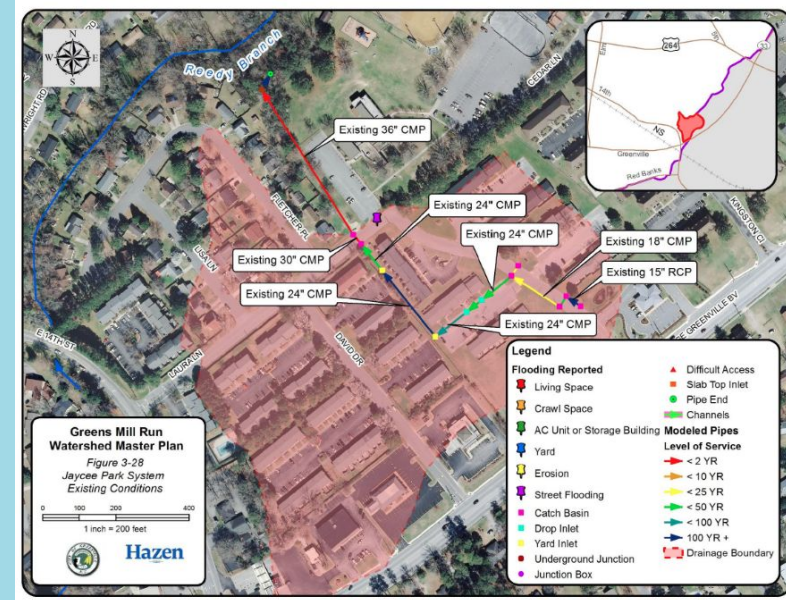 N
W E
S
Reedy Branch
WRIGHT RD
CEDAR LN
264
Elm
14th
NS
Greenville
Red Banks
33
Existing 36" CMP
FLETCHER PL
LISA LN
Existing 24" CMP
Existing 24" CMP
Existing 18" CMP
Existing 15" RCP
Existing 30" CMP
Existing 24" CMP
Existing 24" CMP
KINGSTON CI
SE GREENVILLE BV
DAVID DR
LAURA LN
E 14TH ST
Greens Mill Run
Watershed Master Plan
Figure 3-28
Jaycee Park System
Existing Conditions
0 100 200 400
1 inch = 200 feet
Hazen
Legend
Flooding Reported
Living Space
Crawl Space
AC Unit or Storage Building
Yard
Erosion
Street Flooding
Catch Basin
Drop Inlet
Yard Inlet
Underground Junction
Junction Box
Difficult Access
Slab Top Inlet
Pipe End
Channels
Modeled Pipes
Level of Service
< 2 YR
< 10 YR
< 25 YR
< 50 YR
< 100 YR
100 YR +
Drainage Boundary